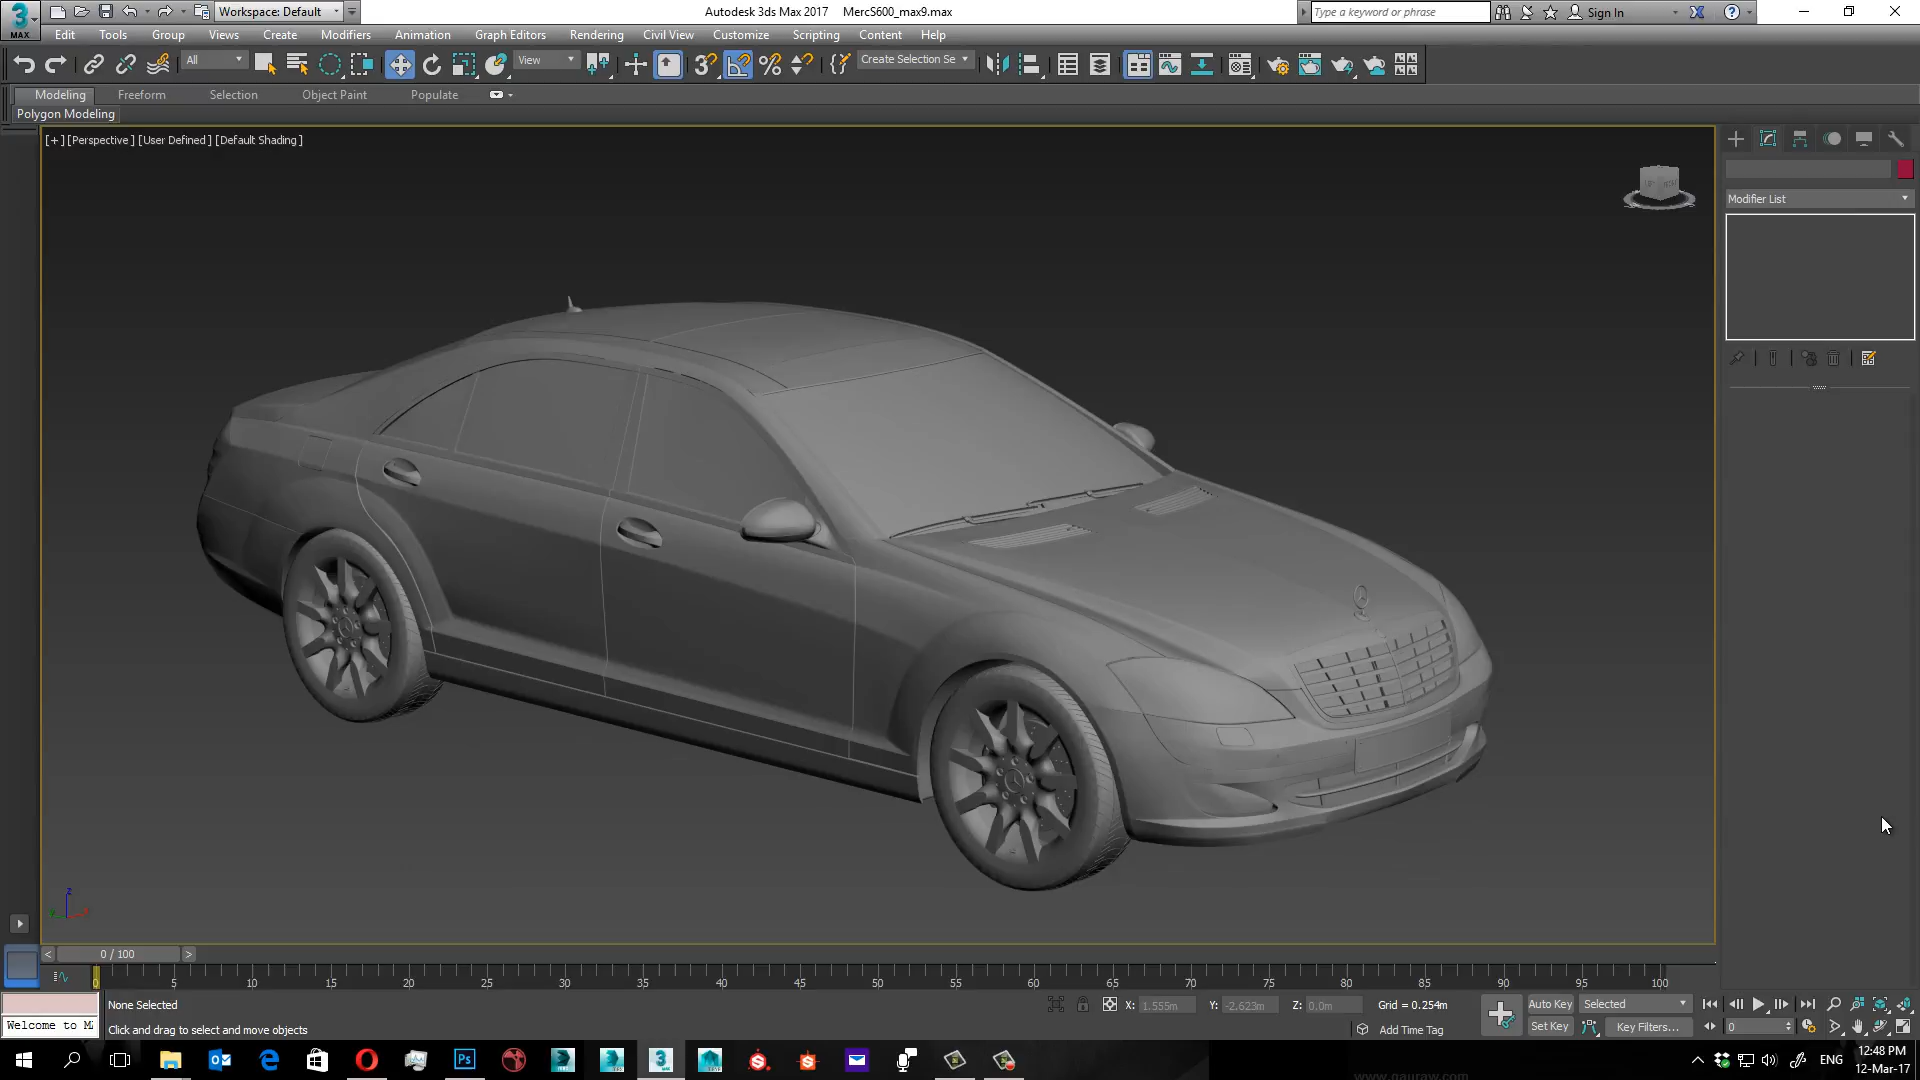 Workspace: Default
Autodesk 3ds Max 2017 MercS600_max9.max
Type a keyword or phrase
Sign In
MAX
Edit Tools Group Views Create Modifiers Animation Graph Editors Rendering Civil View Customize Scripting Content Help
All
View
Create Selection Se
Modeling Freeform Selection Object Paint Populate
Polygon Modeling
[+] [Perspective] [User Defined] [Default Shading]
Modifier List
z
0 / 100
0 5 10 15 20 25 30 35 40 45 50 55 60 65 70 75 80 85 90 95 100
None Selected
X: 1.555m Y: -2.623m Z: 0.0m Grid = 0.254m
Auto Key Selected
Welcome to M
Click and drag to select and move objects
Add Time Tag
Set Key Key Filters...
0
Ps
ENG
12:48 PM
12-Mar-17